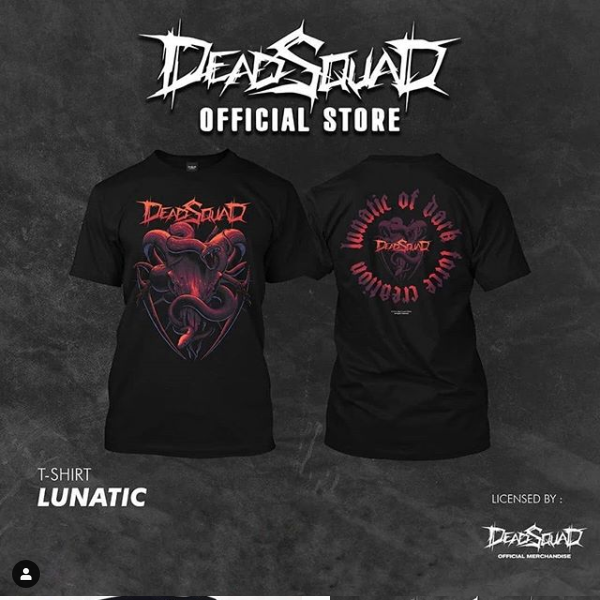 DEADSQUAD
OFFICIAL STORE
DEADSQUAD
lunatic of dark force creation
DEADSQUAD
T-SHIRT
LUNATIC
LICENSED BY :
DEADSQUAD
OFFICIAL MERCHANDISE